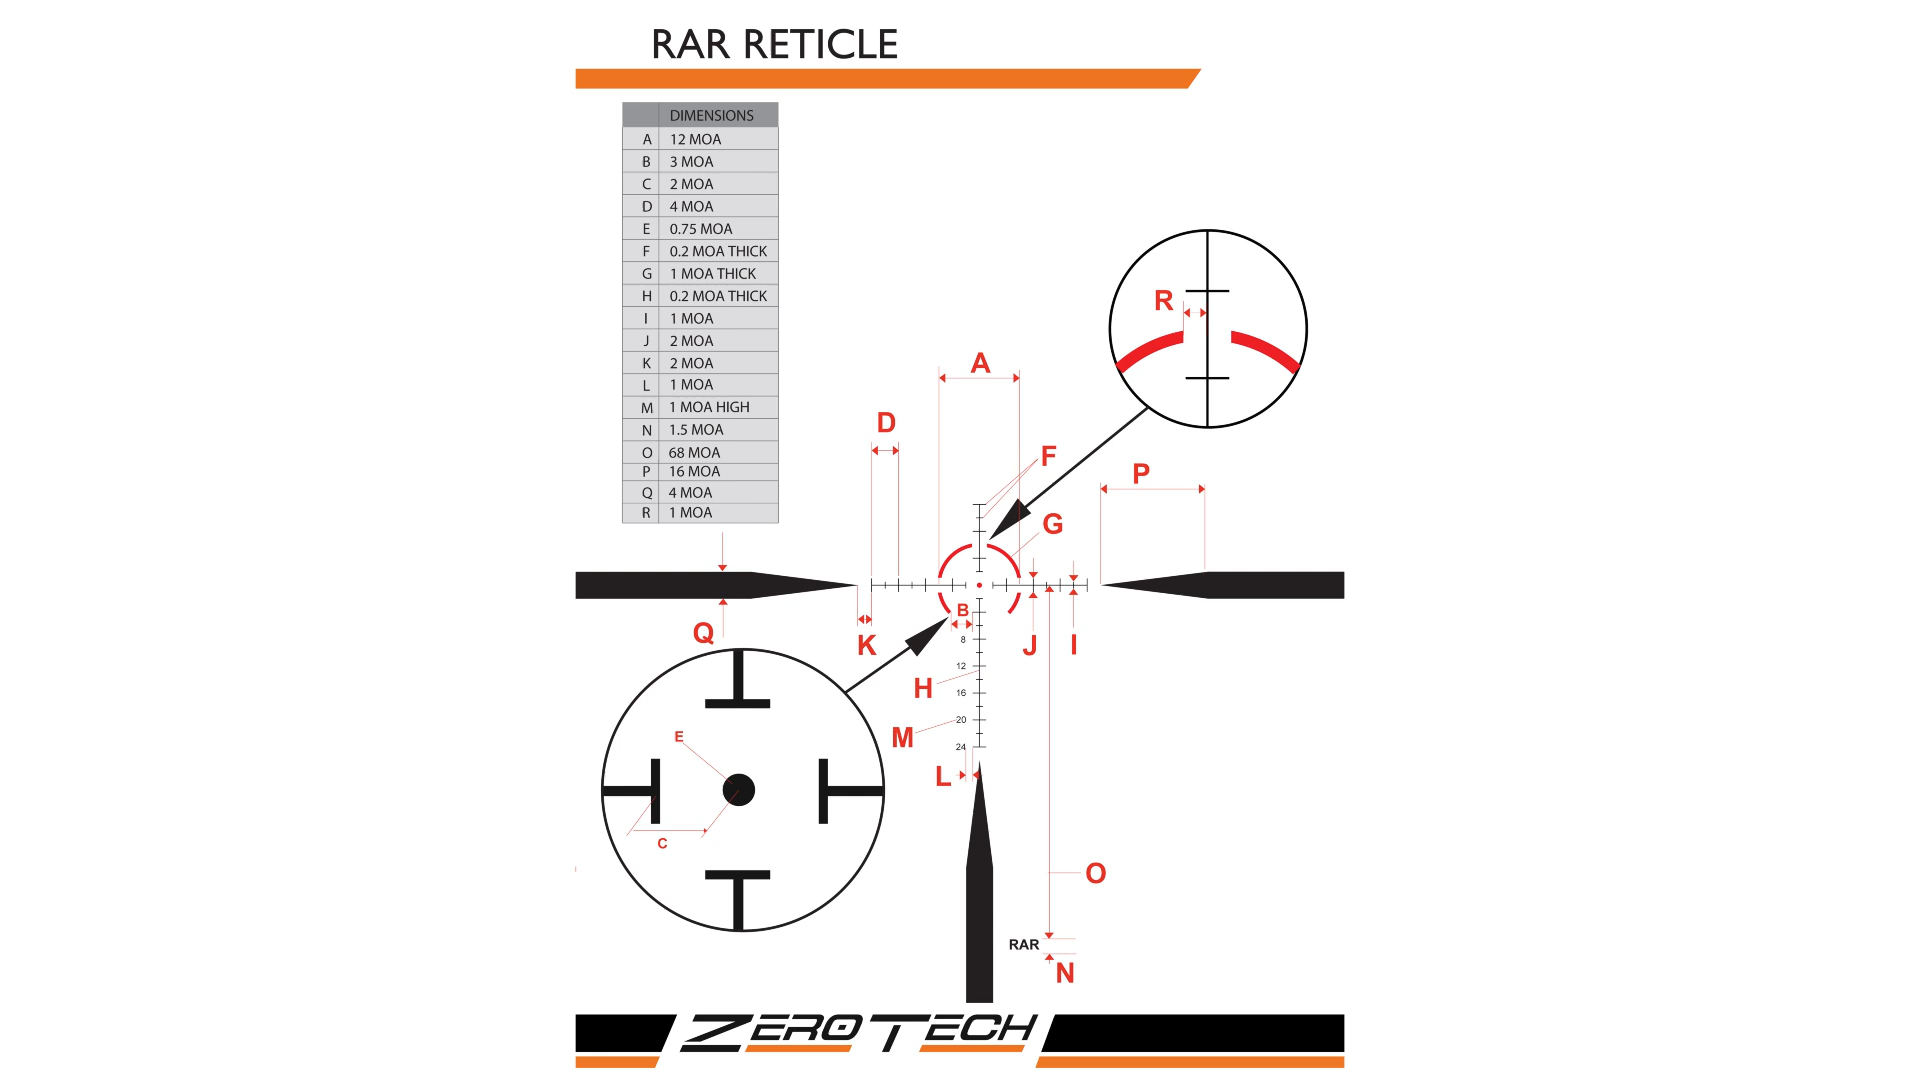 RAR RETICLE
DIMENSIONS
A 12 MOA
B 3 MOA
C 2 MOA
D 4 MOA
E 0.75 MOA
F 0.2 MOA THICK
G 1 MOA THICK
H 0.2 MOA THICK
I 1 MOA
J 2 MOA
K 2 MOA
L 1 MOA
M 1 MOA HIGH
N 1.5 MOA
O 68 MOA
P 16 MOA
Q 4 MOA
R 1 MOA
R
A
D
F
P
G
B
Q
K
8
J
I
12
H
16
20
M
E
24
L
C
O
RAR
N
ZEROTECH